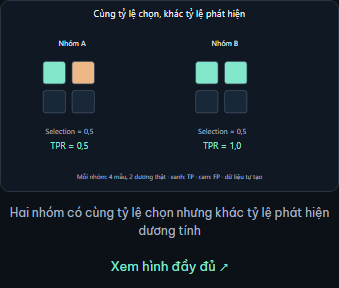 Cùng tỷ lệ chọn, khác tỷ lệ phát hiện
Nhóm A
Nhóm B
Selection = 0,5
Selection = 0,5
TPR = 0,5
TPR = 1,0
Mỗi nhóm: 4 mẫu, 2 dương thật · xanh: TP · cam: FP · dữ liệu tự tạo
Hai nhóm có cùng tỷ lệ chọn nhưng khác tỷ lệ phát hiện
dương tính
Xem hình đầy đủ ↗